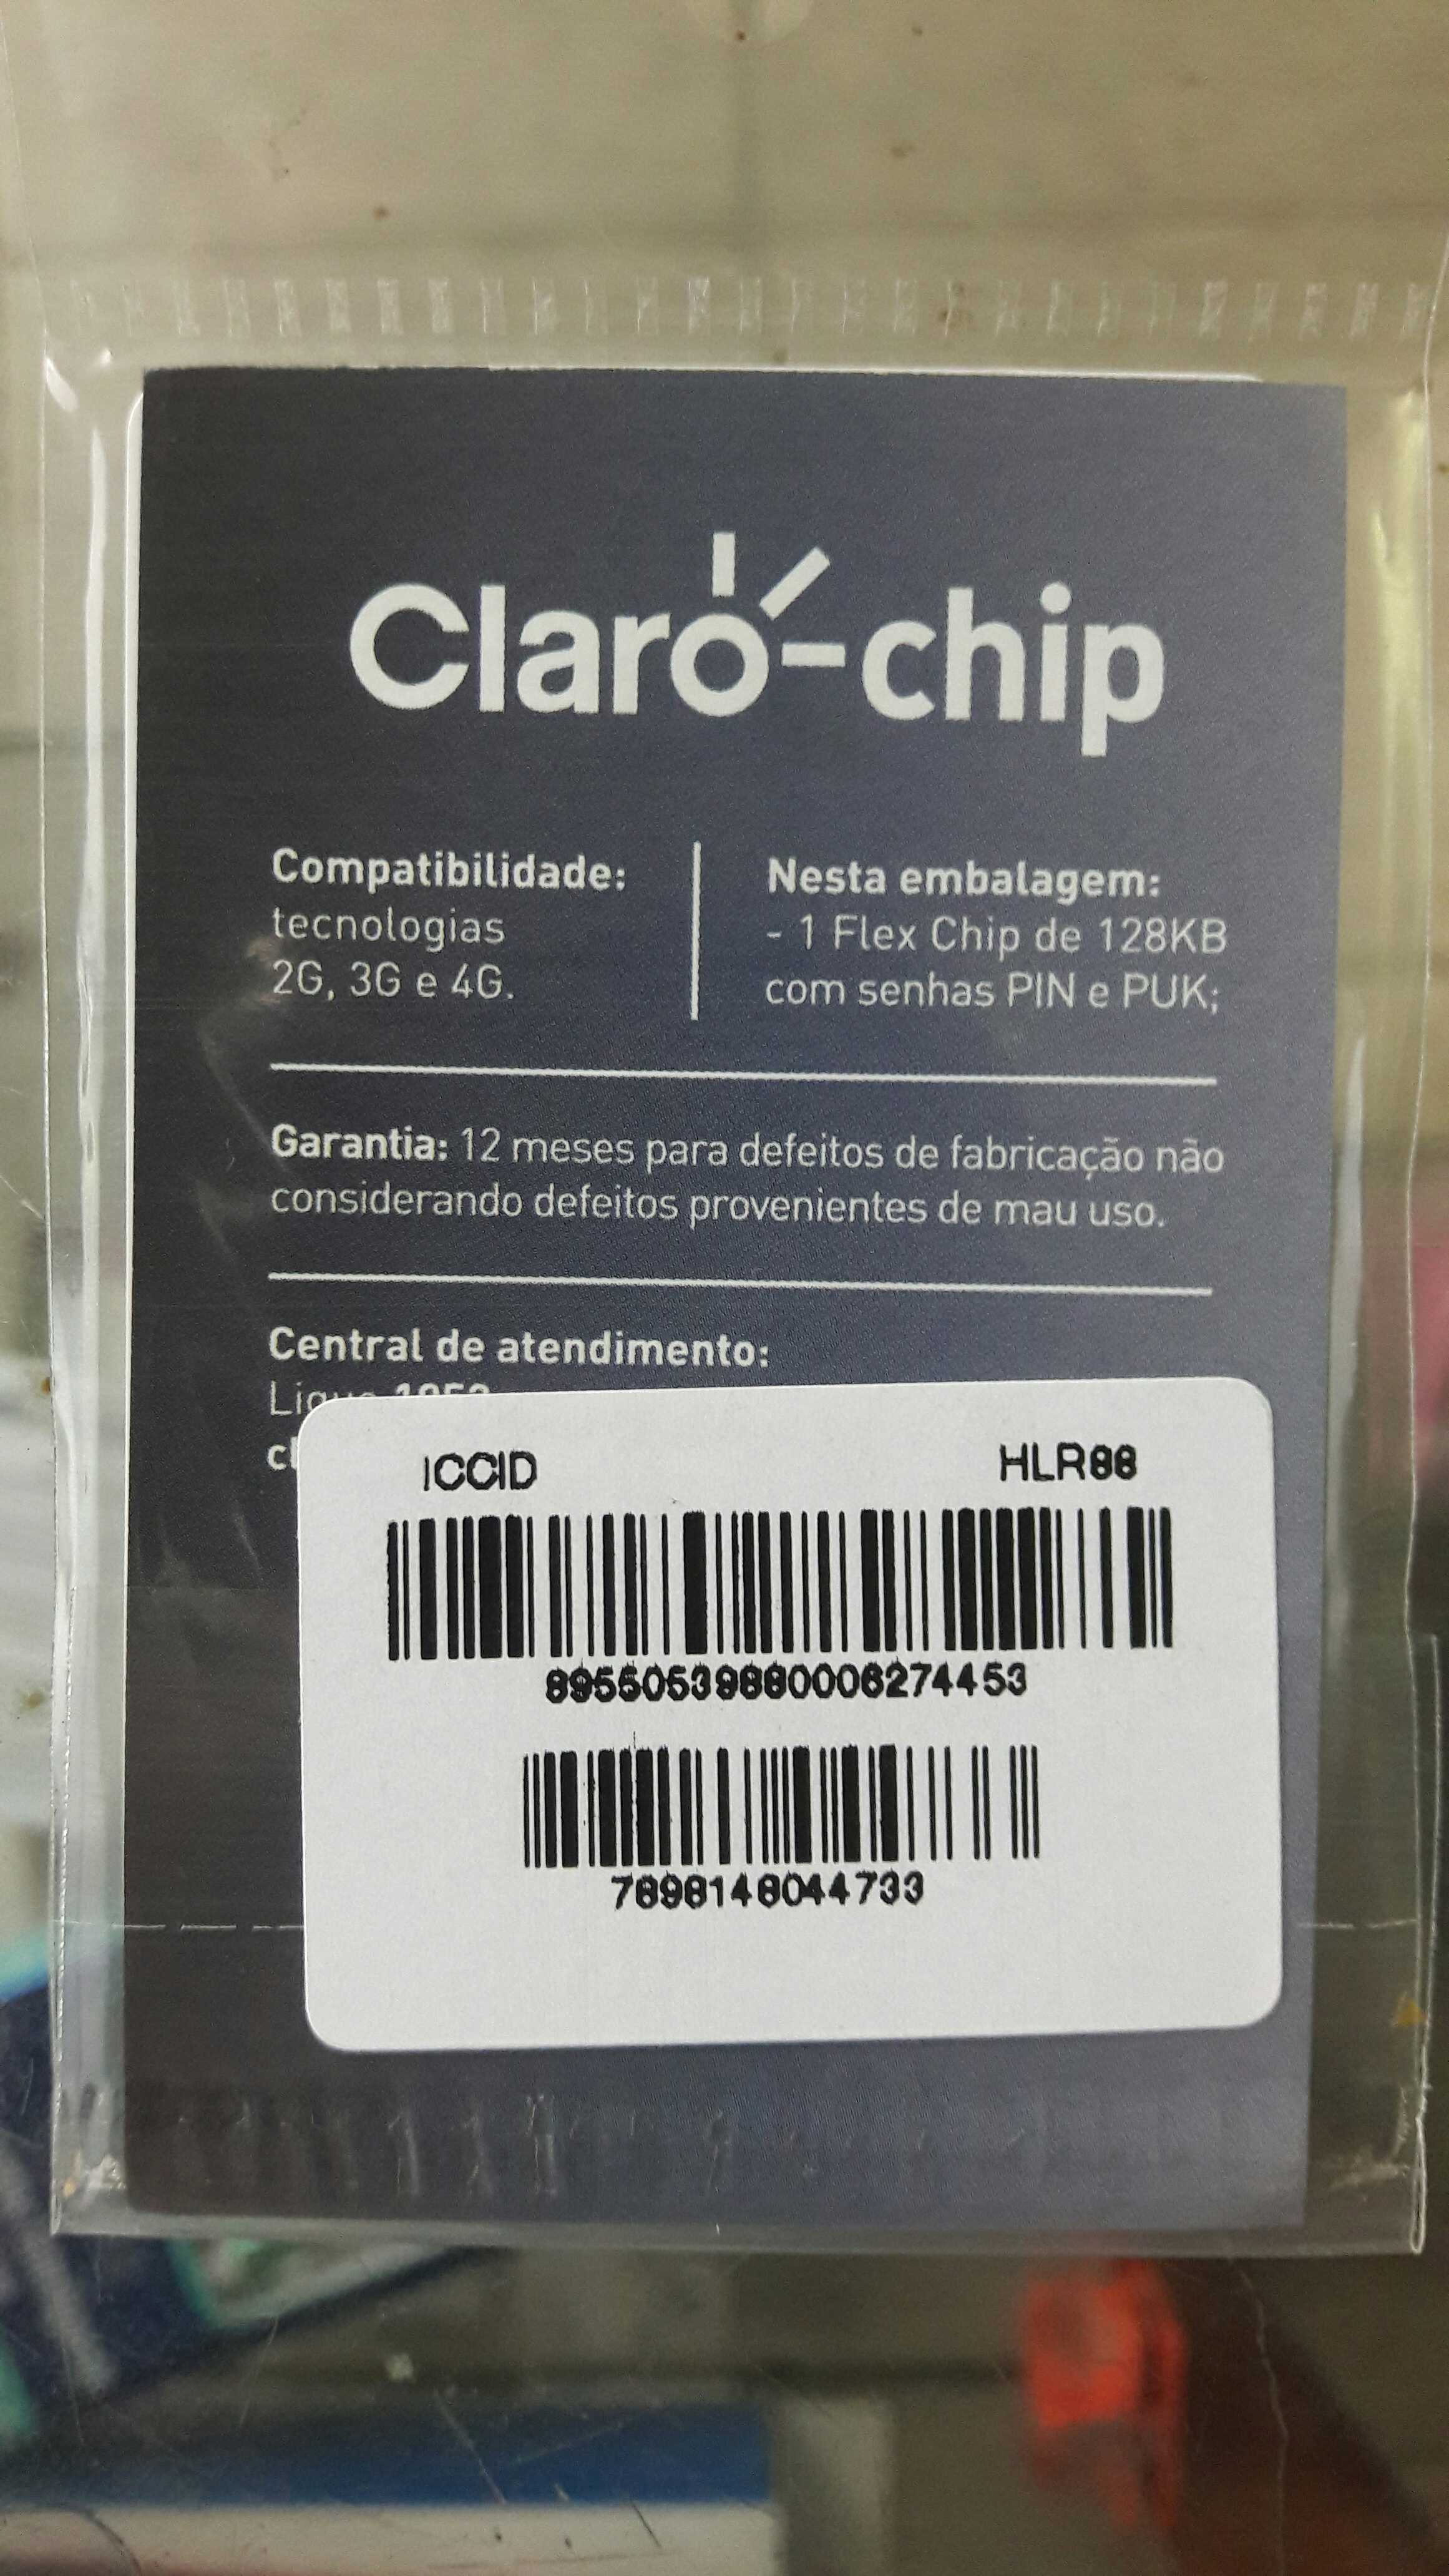 Claro-chip
Compatibilidade:
tecnologias
2G, 3G e 4G.
Nesta embalagem:
- 1 Flex Chip de 128KB
com senhas PIN e PUK;
Garantia: 12 meses para defeitos de fabricação não
considerando defeitos provenientes de mau uso.
Central de atendimento:
ICCID
HLR88
89550539880006274453
7898148044733